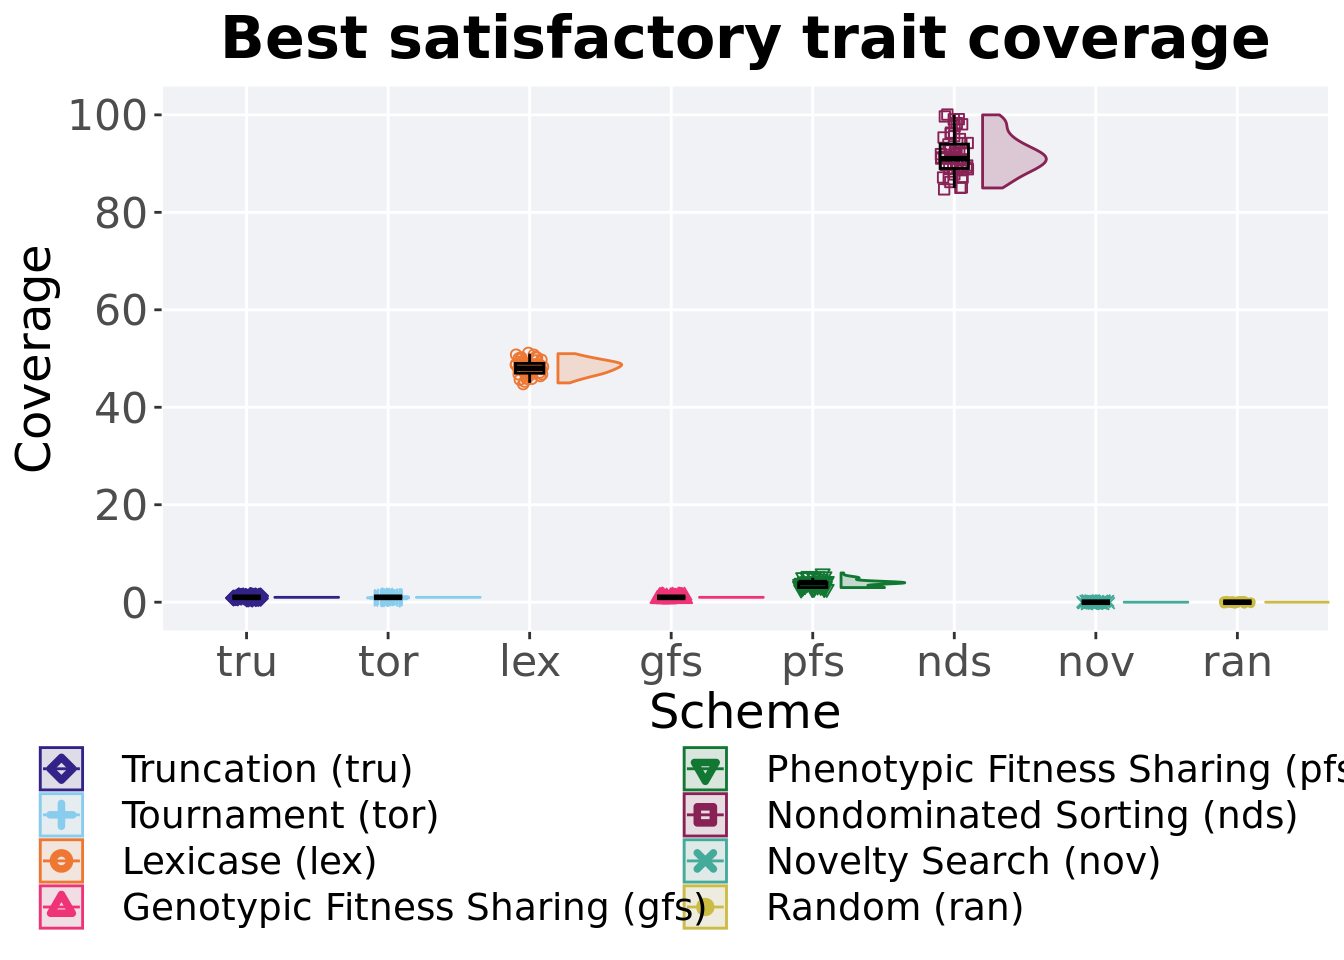 Best satisfactory trait coverage
Coverage
100
80
60
40
20
0
tru tor lex gfs pfs nds nov ran
Scheme
Truncation (tru)
Tournament (tor)
Lexicase (lex)
Genotypic Fitness Sharing (gfs)
Phenotypic Fitness Sharing (pfs
Nondominated Sorting (nds)
Novelty Search (nov)
Random (ran)